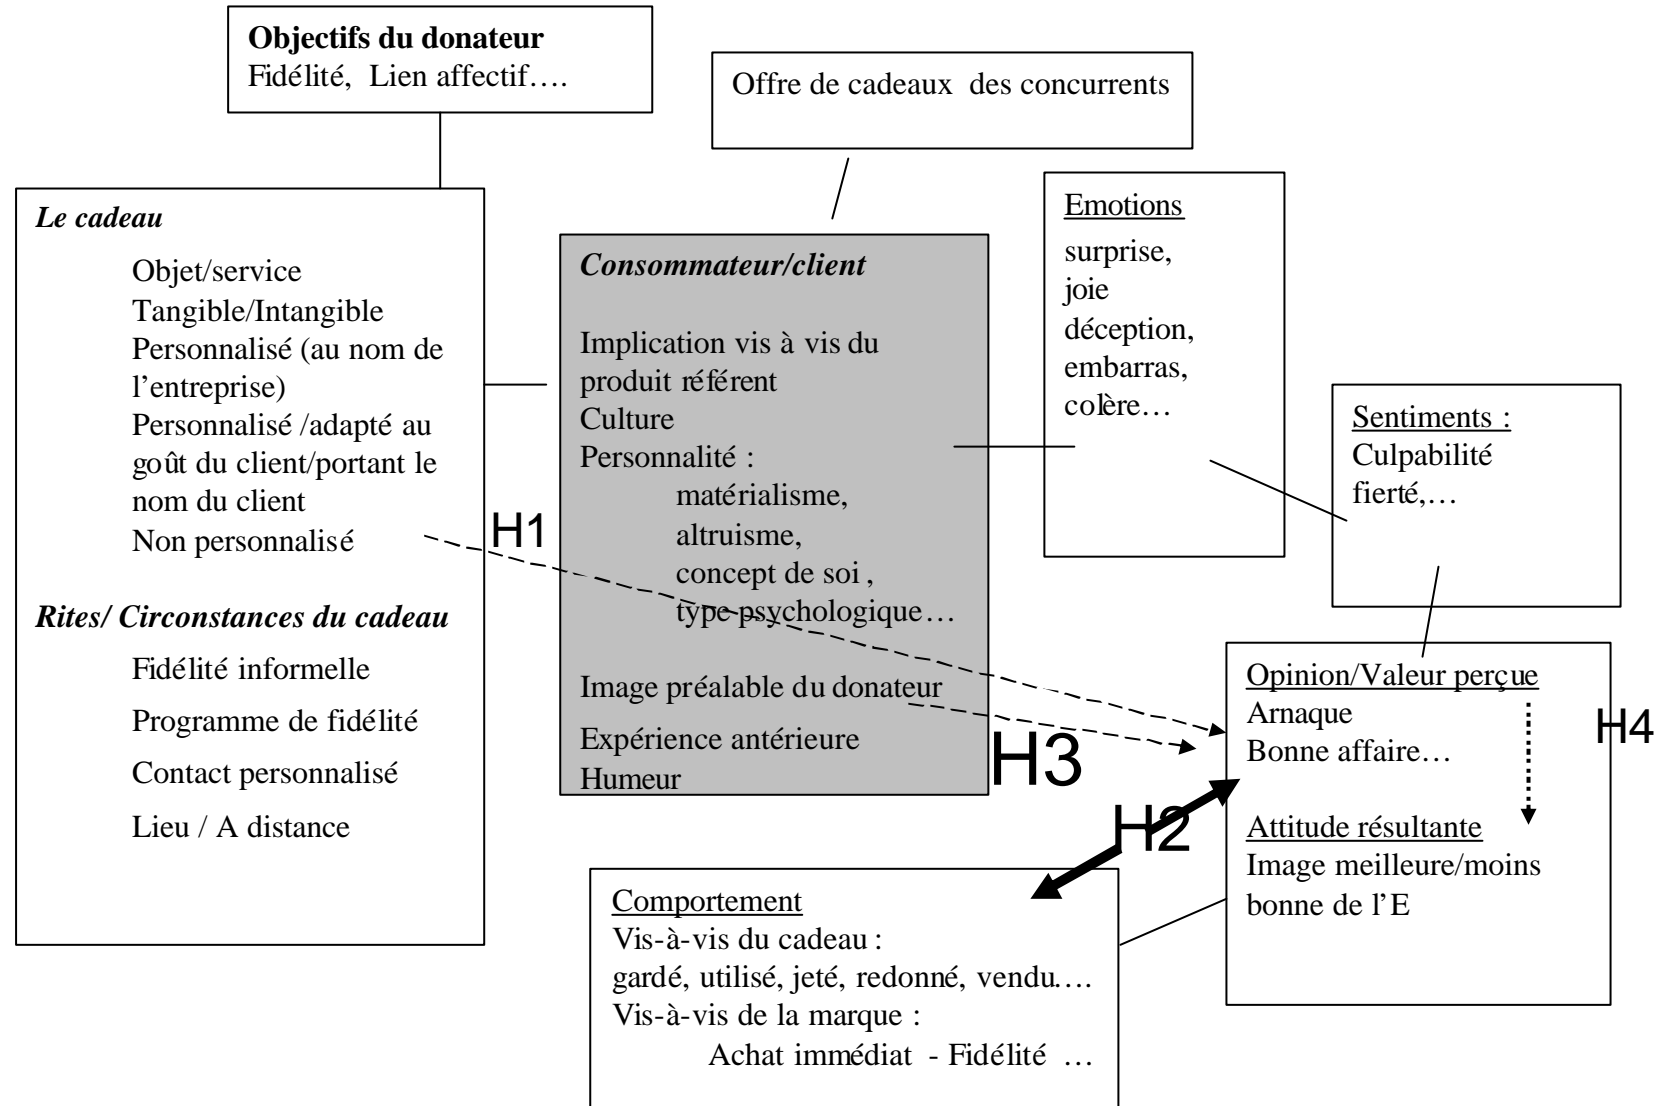 Objectifs du donateur
Fidélité, Lien affectif….
Offre de cadeaux des concurrents
Le cadeau
Objet/service
Tangible/Intangible
Personnalisé (au nom de
l’entreprise)
Personnalisé /adapté au
goût du client/portant le
nom du client
Non personnalisé
Rites/ Circonstances du cadeau
Fidélité informelle
Programme de fidélité
Contact personnalisé
Lieu / A distance
H1
Consommateur/client
Implication vis à vis du
produit référent
Culture
Personnalité :
matérialisme,
altruisme,
concept de soi ,
type psychologique…
Image préalable du donateur
Expérience antérieure
Humeur
H3
Emotions
surprise,
joie
déception,
embarras,
colère…
Sentiments :
Culpabilité
fierté,…
Opinion/Valeur perçue
Arnaque
Bonne affaire…
H4
Attitude résultante
Image meilleure/moins
bonne de l’E
H2
Comportement
Vis-à-vis du cadeau :
gardé, utilisé, jeté, redonné, vendu….
Vis-à-vis de la marque :
Achat immédiat - Fidélité …